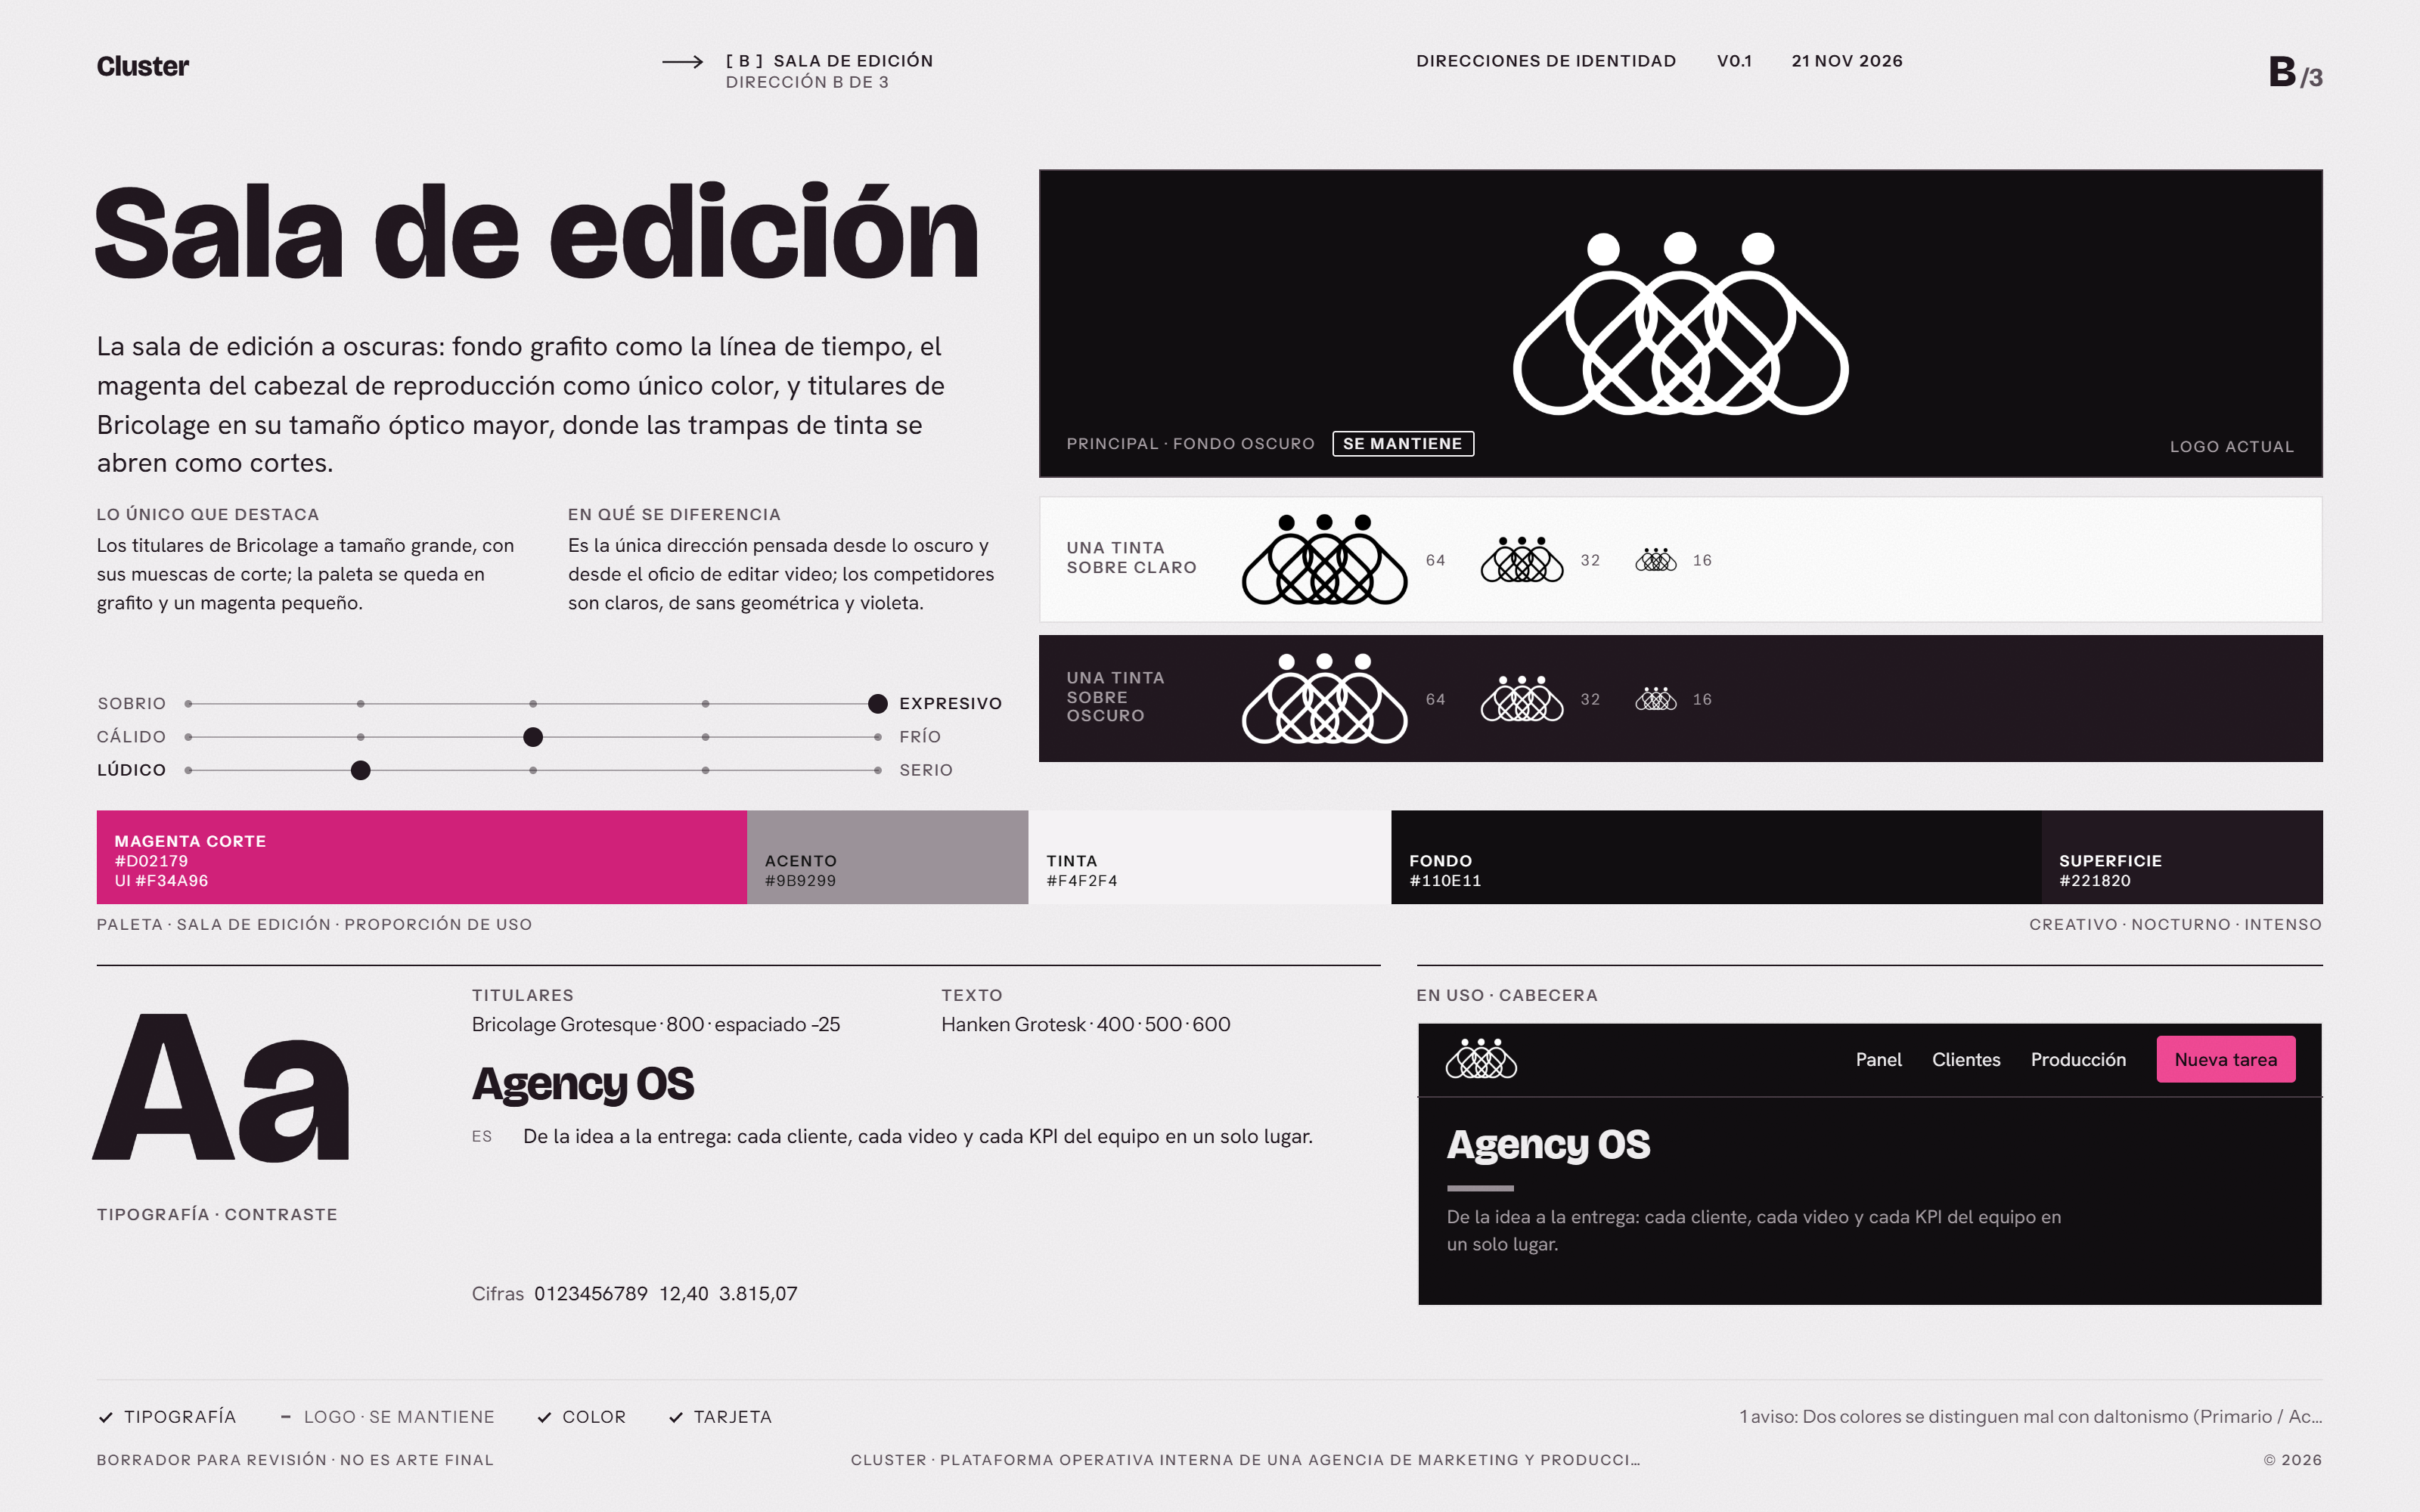 Cluster
[ B ] SALA DE EDICIÓN
DIRECCIÓN B DE 3
DIRECCIONES DE IDENTIDAD V0.1 21 NOV 2026
B/3
Sala de edición
La sala de edición a oscuras: fondo grafito como la línea de tiempo, el
magenta del cabezal de reproducción como único color, y titulares de
Bricolage en su tamaño óptico mayor, donde las trampas de tinta se
abren como cortes.
LO ÚNICO QUE DESTACA
Los titulares de Bricolage a tamaño grande, con
sus muescas de corte; la paleta se queda en
grafito y un magenta pequeño.
EN QUÉ SE DIFERENCIA
Es la única dirección pensada desde lo oscuro y
desde el oficio de editar video; los competidores
son claros, de sans geométrica y violeta.
SOBRIO EXPRESIVO
CÁLIDO FRÍO
LÚDICO SERIO
PRINCIPAL · FONDO OSCURO SE MANTIENE
LOGO ACTUAL
UNA TINTA
SOBRE CLARO
64 32 16
UNA TINTA
SOBRE
OSCURO
64 32 16
MAGENTA CORTE
#D02179
UI #F34A96
ACENTO
#9B9299
TINTA
#F4F2F4
FONDO
#110E11
SUPERFICIE
#221820
PALETA · SALA DE EDICIÓN · PROPORCIÓN DE USO
CREATIVO · NOCTURNO · INTENSO
Aa
TIPOGRAFÍA · CONTRASTE
TITULARES
Bricolage Grotesque · 800 · espaciado -25
TEXTO
Hanken Grotesk · 400 · 500 · 600
Agency OS
ES De la idea a la entrega: cada cliente, cada video y cada KPI del equipo en un solo lugar.
Cifras 0123456789 12,40 3.815,07
EN USO · CABECERA
Panel Clientes Producción Nueva tarea
Agency OS
De la idea a la entrega: cada cliente, cada video y cada KPI del equipo en
un solo lugar.
TIPOGRAFÍA LOGO · SE MANTIENE COLOR TARJETA
1 aviso: Dos colores se distinguen mal con daltonismo (Primario / Ac…
BORRADOR PARA REVISIÓN · NO ES ARTE FINAL
CLUSTER · PLATAFORMA OPERATIVA INTERNA DE UNA AGENCIA DE MARKETING Y PRODUCCI…
© 2026